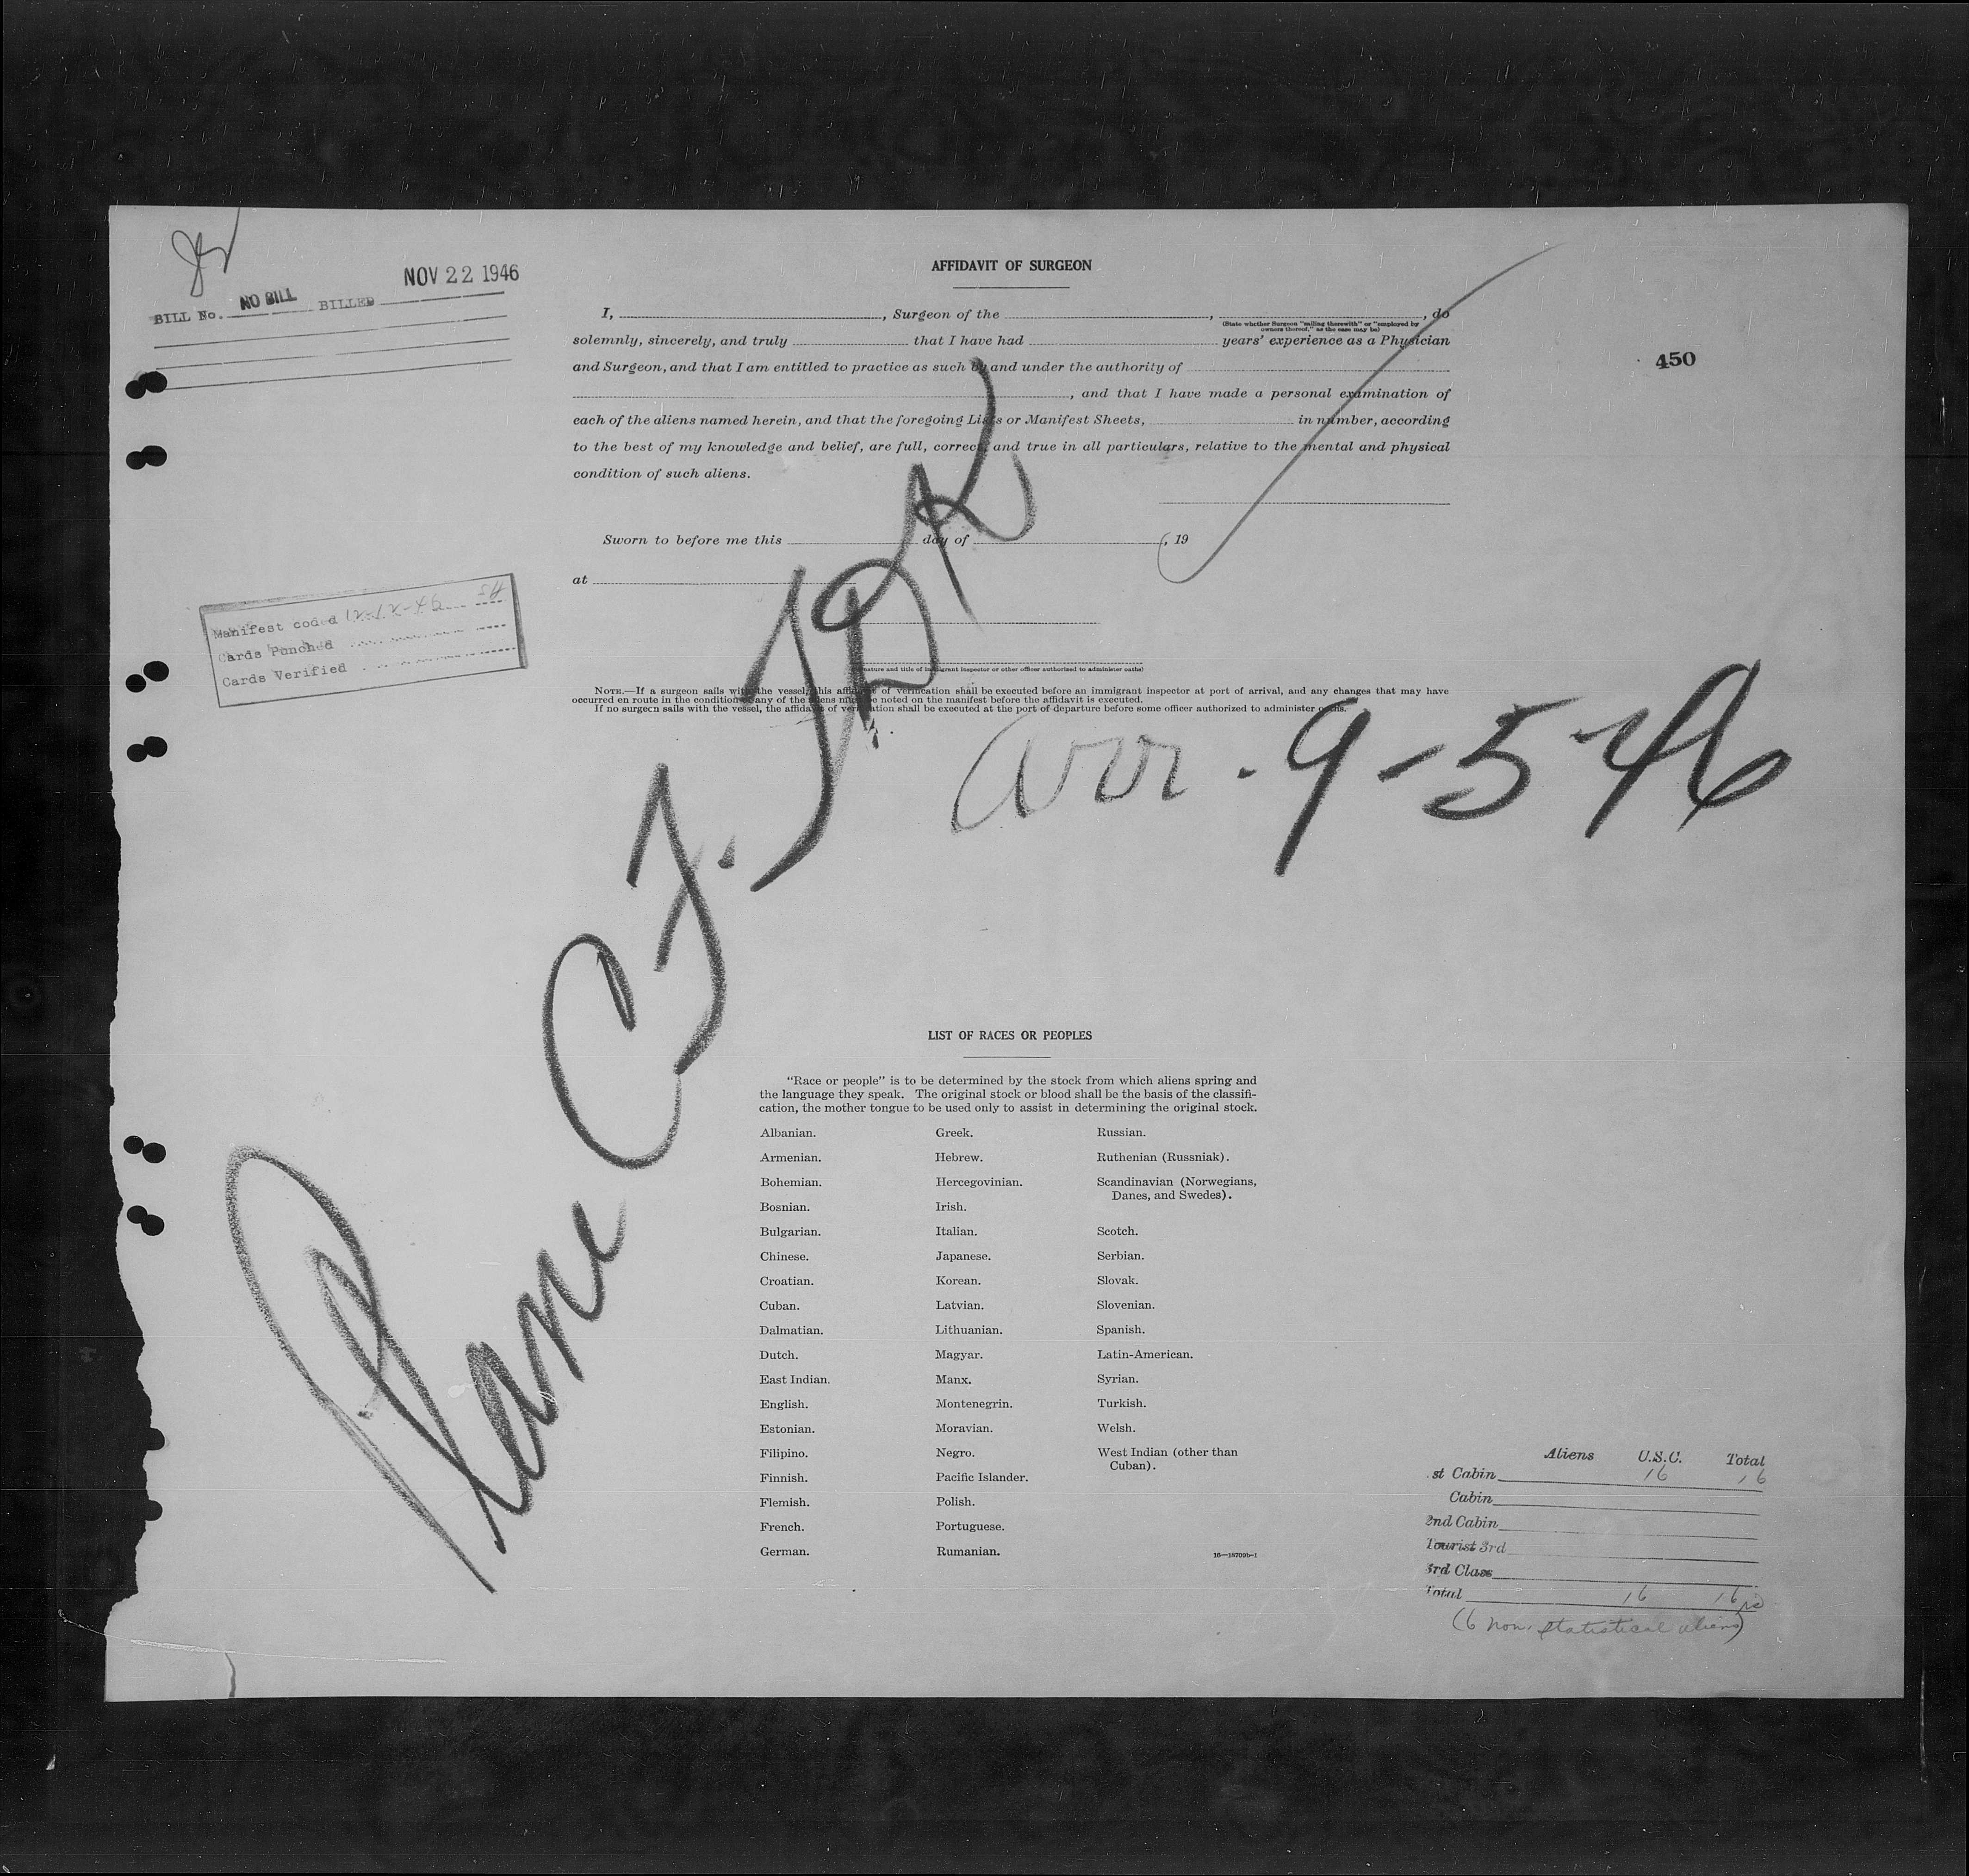 NOV 22 1946
BILL No. NO BILL BILLED
AFFIDAVIT OF SURGEON
I, , Surgeon of the , , do
(State whether Surgeon "sailing therewith" or "employed by
owners thereof," as the case may be)
solemnly, sincerely, and truly that I have had years' experience as a Physician
and Surgeon, and that I am entitled to practice as such by and under the authority of
, and that I have made a personal examination of
each of the aliens named herein, and that the foregoing Lists or Manifest Sheets, in number, according
to the best of my knowledge and belief, are full, correct, and true in all particulars, relative to the mental and physical
condition of such aliens.
450
Sworn to before me this day of , 19
at
(Signature and title of immigrant inspector or other officer authorized to administer oaths)
Manifest coded 12-12-46
Cards Punched
Cards Verified
NOTE.—If a surgeon sails with the vessel, this affidavit of verification shall be executed before an immigrant inspector at port of arrival, and any changes that may have
occurred en route in the condition of any of the aliens must be noted on the manifest before the affidavit is executed.
If no surgeon sails with the vessel, the affidavit of verification shall be executed at the port of departure before some officer authorized to administer oaths.
Plane C.F.
arr. 9-5-46
LIST OF RACES OR PEOPLES
"Race or people" is to be determined by the stock from which aliens spring and
the language they speak. The original stock or blood shall be the basis of the classifi-
cation, the mother tongue to be used only to assist in determining the original stock.
Albanian.
Armenian.
Bohemian.
Bosnian.
Bulgarian.
Chinese.
Croatian.
Cuban.
Dalmatian.
Dutch.
East Indian.
English.
Estonian.
Filipino.
Finnish.
Flemish.
French.
German.
Greek.
Hebrew.
Hercegovinian.
Irish.
Italian.
Japanese.
Korean.
Latvian.
Lithuanian.
Magyar.
Manx.
Montenegrin.
Moravian.
Negro.
Pacific Islander.
Polish.
Portuguese.
Rumanian.
Russian.
Ruthenian (Russniak).
Scandinavian (Norwegians,
Danes, and Swedes).
Scotch.
Serbian.
Slovak.
Slovenian.
Spanish.
Latin-American.
Syrian.
Turkish.
Welsh.
West Indian (other than
Cuban).
16—18700b-1
Aliens U.S.C. Total
st Cabin 16 16
Cabin
2nd Cabin
Tourist 3rd
3rd Class
Total 16 16
(6 non. statistical aliens)